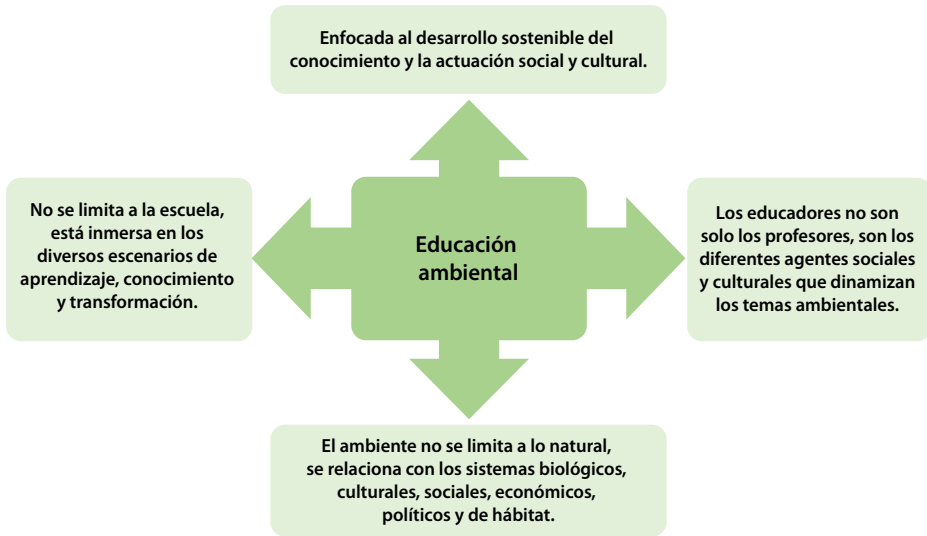 Enfocada al desarrollo sostenible del
conocimiento y la actuación social y cultural.
No se limita a la escuela,
está inmersa en los
diversos escenarios de
aprendizaje, conocimiento
y transformación.
Educación
ambiental
Los educadores no son
solo los profesores, son los
diferentes agentes sociales
y culturales que dinamizan
los temas ambientales.
El ambiente no se limita a lo natural,
se relaciona con los sistemas biológicos,
culturales, sociales, económicos,
políticos y de hábitat.